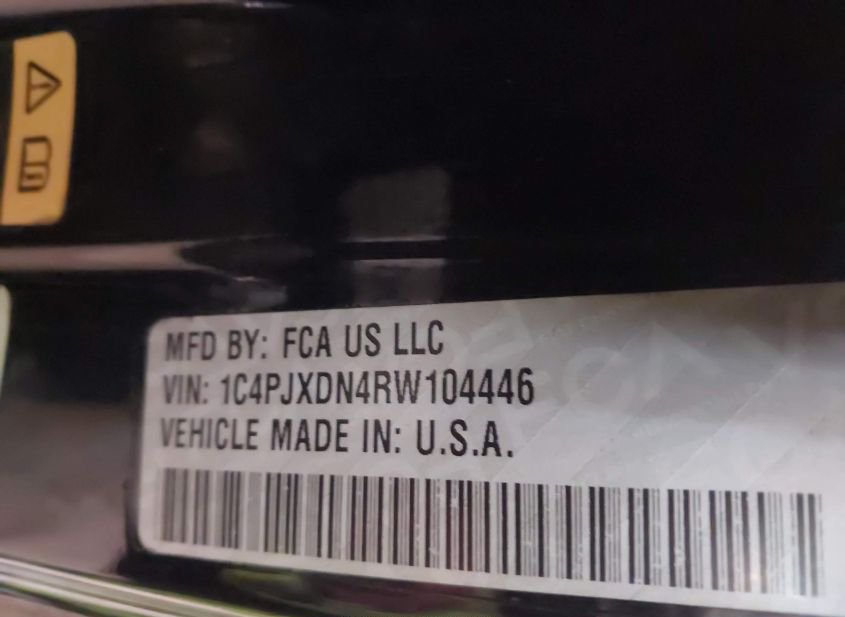 MFD BY: FCA US LLC
VIN: 1C4PJXDN4RW104446
VEHICLE MADE IN: U.S.A.